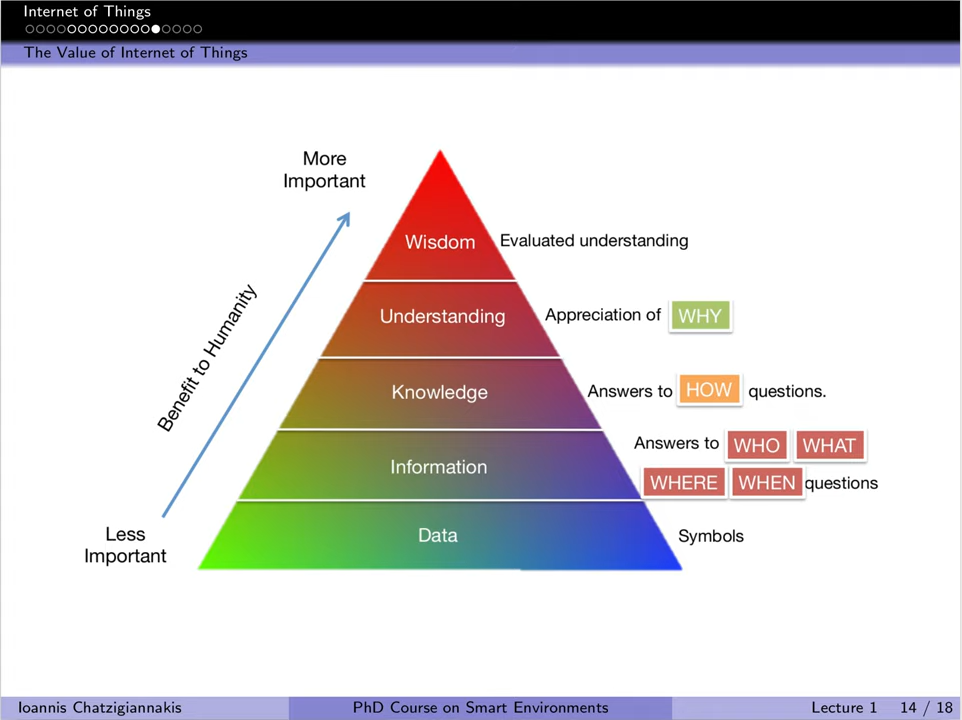 Internet of Things
The Value of Internet of Things
More
Important
Wisdom Evaluated understanding
Benefit to Humanity
Understanding Appreciation of WHY
Knowledge Answers to HOW questions.
Answers to WHO WHAT
Information WHERE WHEN questions
Less
Important
Data Symbols
Ioannis Chatzigiannakis PhD Course on Smart Environments Lecture 1 14 / 18